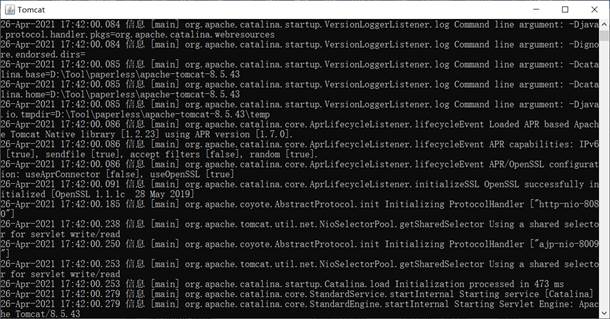 Tomcat
26-Apr-2021 17:42:00.084 信息 [main] org.apache.catalina.startup.VersionLoggerListener.log Command line argument: -Djava
.protocol.handler.pkgs=org.apache.catalina.webresources
26-Apr-2021 17:42:00.084 信息 [main] org.apache.catalina.startup.VersionLoggerListener.log Command line argument: -Digno
re.endorsed.dirs=
26-Apr-2021 17:42:00.085 信息 [main] org.apache.catalina.startup.VersionLoggerListener.log Command line argument: -Dcata
lina.base=D:\Tool\paperless\apache-tomcat-8.5.43
26-Apr-2021 17:42:00.085 信息 [main] org.apache.catalina.startup.VersionLoggerListener.log Command line argument: -Dcata
lina.home=D:\Tool\paperless\apache-tomcat-8.5.43
26-Apr-2021 17:42:00.085 信息 [main] org.apache.catalina.startup.VersionLoggerListener.log Command line argument: -Djava
.io.tmpdir=D:\Tool\paperless\apache-tomcat-8.5.43\temp
26-Apr-2021 17:42:00.086 信息 [main] org.apache.catalina.core.AprLifecycleListener.lifecycleEvent Loaded APR based Apach
e Tomcat Native library [1.2.23] using APR version [1.7.0].
26-Apr-2021 17:42:00.086 信息 [main] org.apache.catalina.core.AprLifecycleListener.lifecycleEvent APR capabilities: IPv6
 [true], sendfile [true], accept filters [false], random [true].
26-Apr-2021 17:42:00.086 信息 [main] org.apache.catalina.core.AprLifecycleListener.lifecycleEvent APR/OpenSSL configurat
ion: useAprConnector [false], useOpenSSL [true]
26-Apr-2021 17:42:00.091 信息 [main] org.apache.catalina.core.AprLifecycleListener.initializeSSL OpenSSL successfully in
itialized [OpenSSL 1.1.1c  28 May 2019]
26-Apr-2021 17:42:00.185 信息 [main] org.apache.coyote.AbstractProtocol.init Initializing ProtocolHandler ["http-nio-808
0"]
26-Apr-2021 17:42:00.238 信息 [main] org.apache.tomcat.util.net.NioSelectorPool.getSharedSelector Using a shared selecto
r for servlet write/read
26-Apr-2021 17:42:00.250 信息 [main] org.apache.coyote.AbstractProtocol.init Initializing ProtocolHandler ["ajp-nio-8009
"]
26-Apr-2021 17:42:00.253 信息 [main] org.apache.tomcat.util.net.NioSelectorPool.getSharedSelector Using a shared selecto
r for servlet write/read
26-Apr-2021 17:42:00.253 信息 [main] org.apache.catalina.startup.Catalina.load Initialization processed in 473 ms
26-Apr-2021 17:42:00.279 信息 [main] org.apache.catalina.core.StandardService.startInternal Starting service [Catalina]
26-Apr-2021 17:42:00.279 信息 [main] org.apache.catalina.core.StandardEngine.startInternal Starting Servlet Engine: Apac
he Tomcat/8.5.43